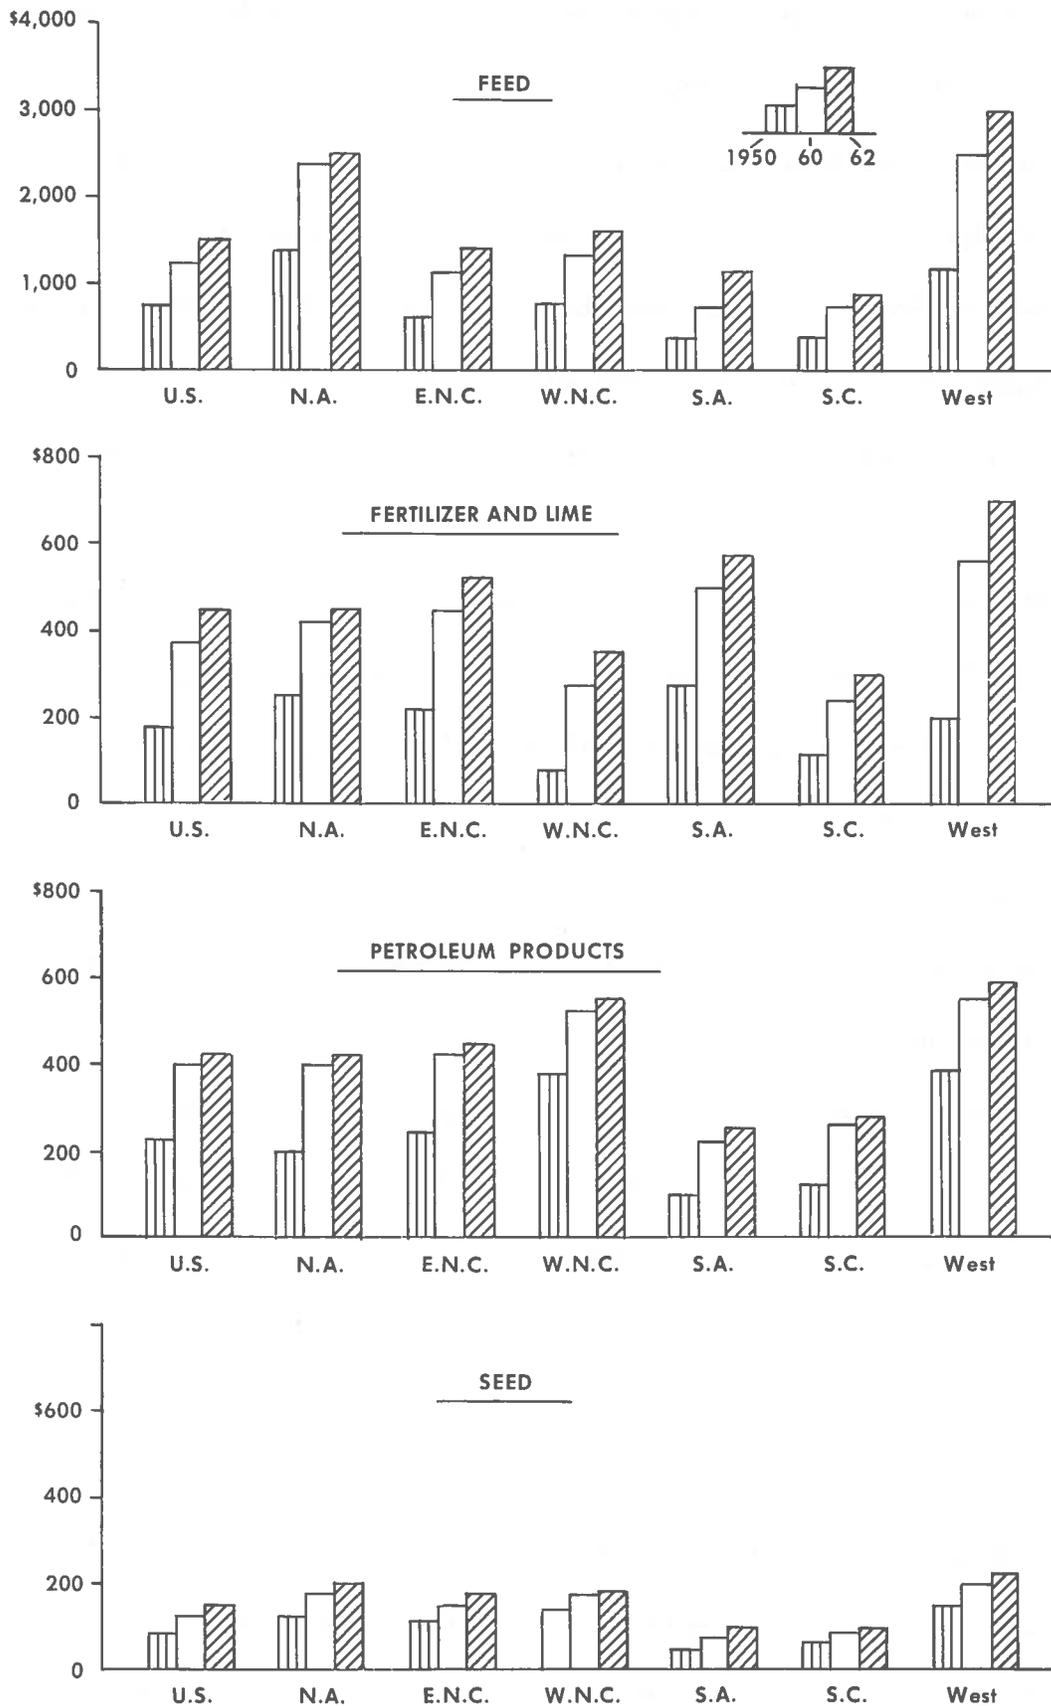 $4,000
FEED
3,000
1950 60 62
2,000
1,000
0
U.S. N.A. E.N.C. W.N.C. S.A. S.C. West
$800
FERTILIZER AND LIME
600
400
200
0
U.S. N.A. E.N.C. W.N.C. S.A. S.C. West
$800
PETROLEUM PRODUCTS
600
400
200
0
U.S. N.A. E.N.C. W.N.C. S.A. S.C. West
SEED
$600
400
200
0
U.S. N.A. E.N.C. W.N.C. S.A. S.C. West